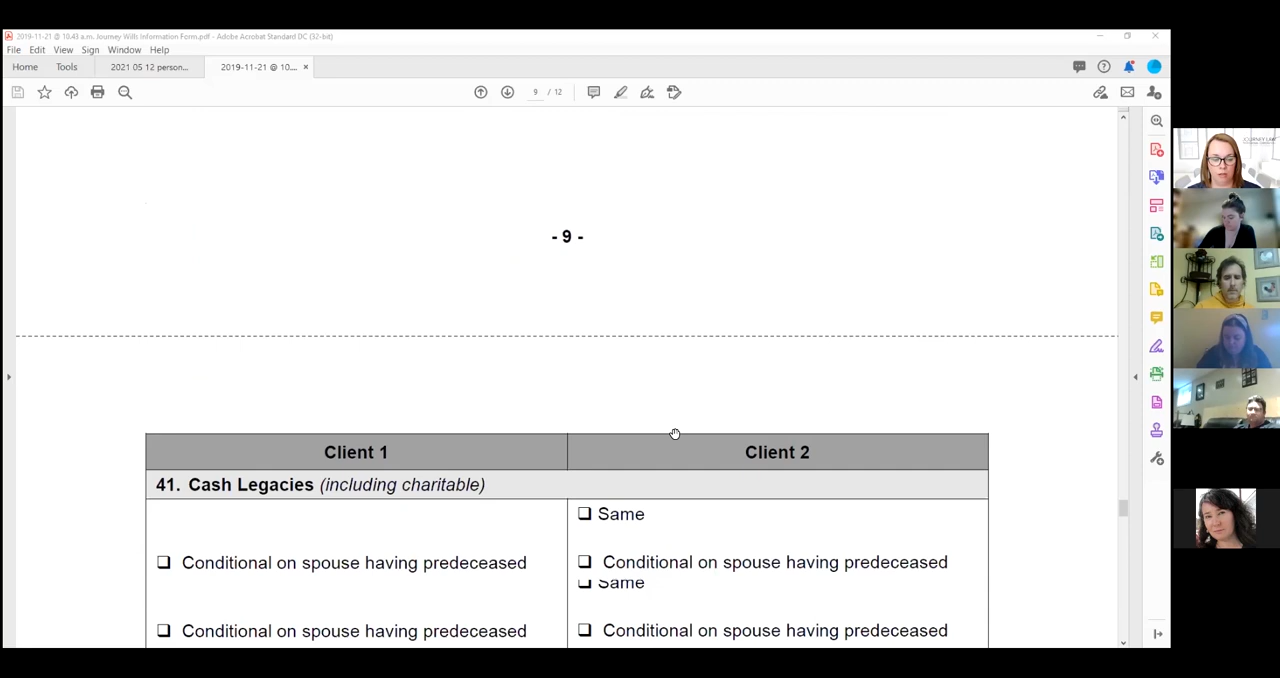 2019-11-21 @ 10.43 a.m. Journey Wills Information Form.pdf - Adobe Acrobat Standard DC (32-bit)
File Edit View Sign Window Help
Home Tools 2021 05 12 person... 2019-11-21 @ 10.... ×
9 / 12
- 9 -
Client 1 Client 2
41. Cash Legacies (including charitable)
Same
Conditional on spouse having predeceased Conditional on spouse having predeceased
Same
Conditional on spouse having predeceased Conditional on spouse having predeceased
JOURNEY LAW